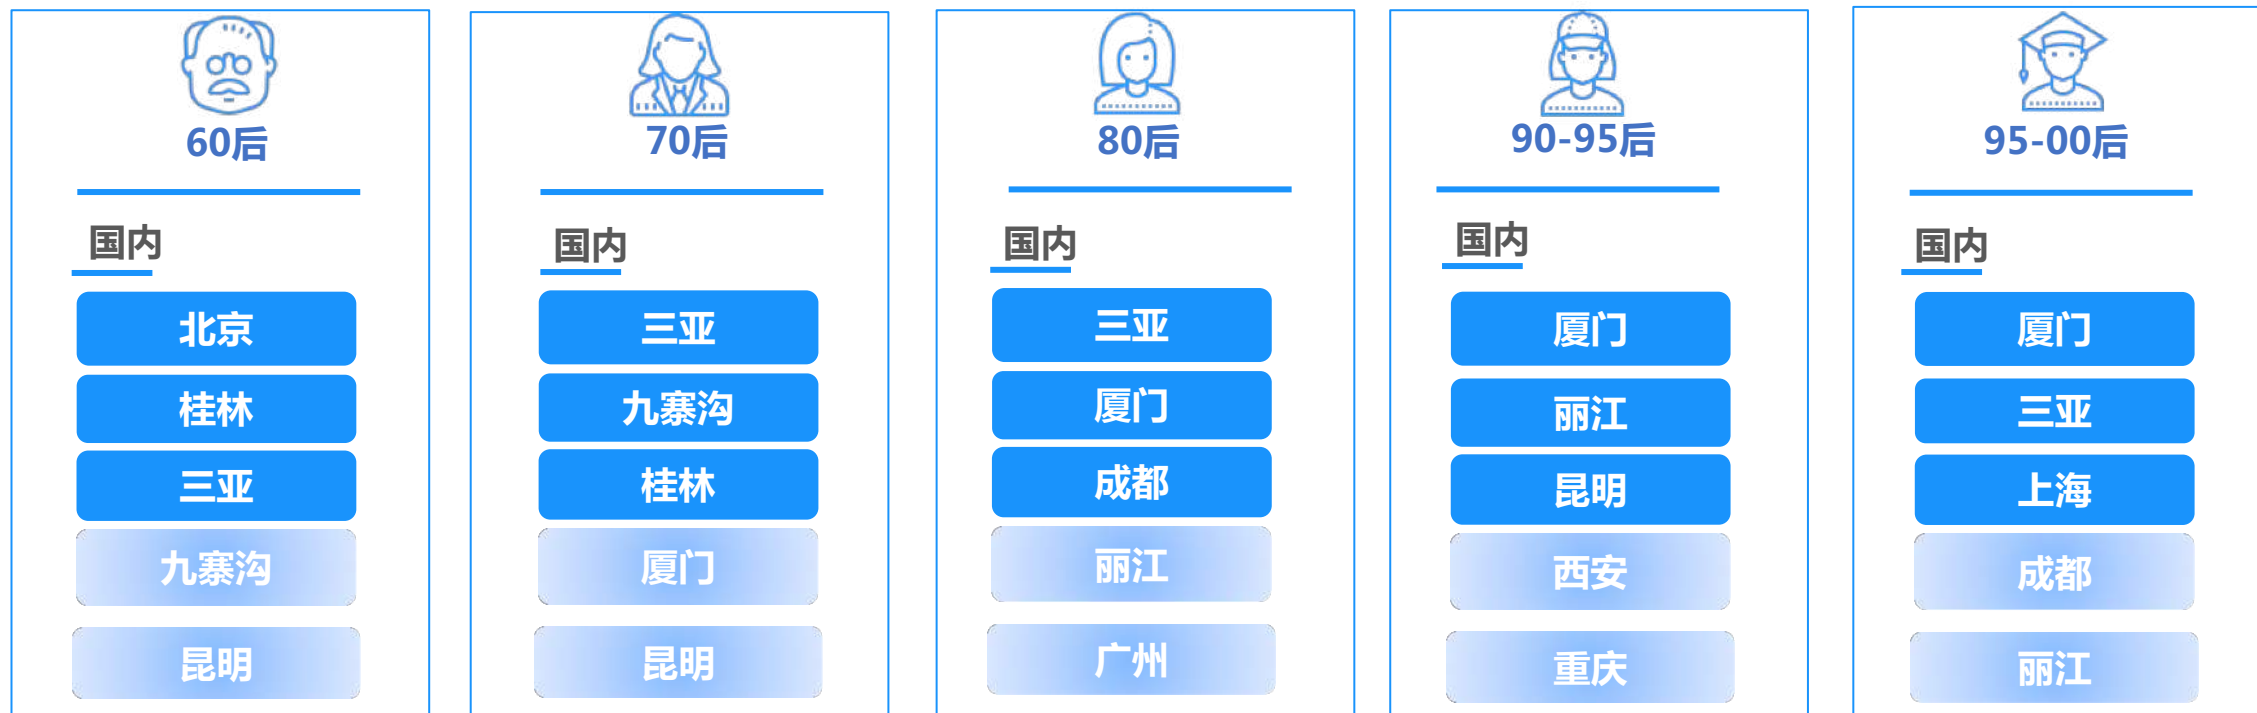 60后
国内
北京
桂林
三亚
九寨沟
昆明
70后
国内
三亚
九寨沟
桂林
厦门
昆明
80后
国内
三亚
厦门
成都
丽江
广州
90-95后
国内
厦门
丽江
昆明
西安
重庆
95-00后
国内
厦门
三亚
上海
成都
丽江